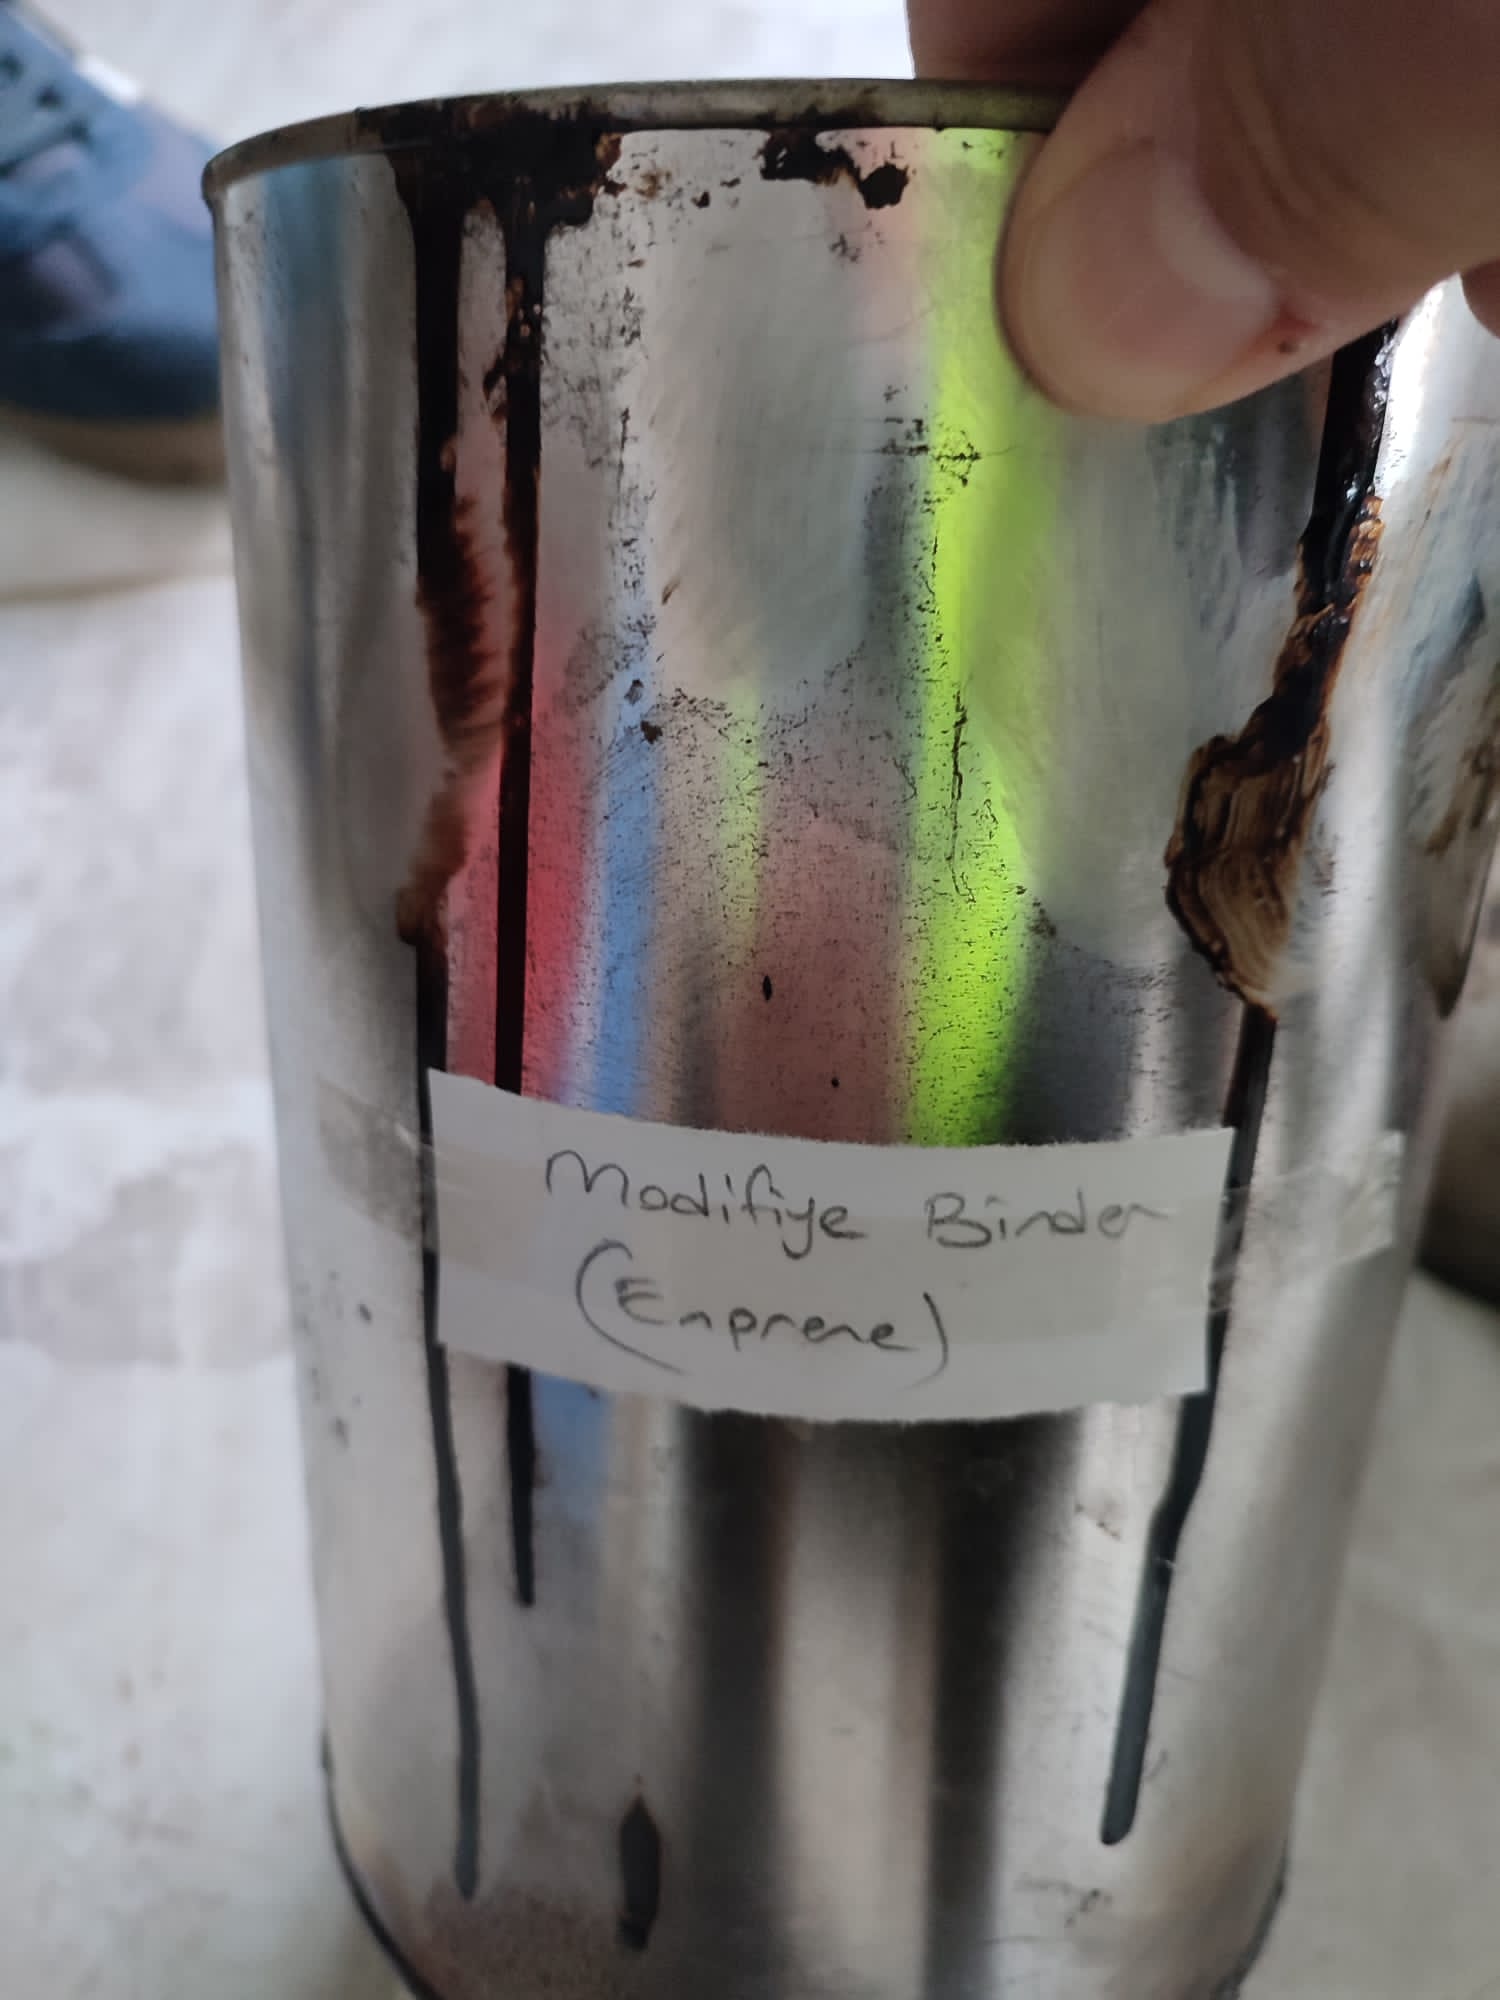 Modifiye Binder
(Enprene)